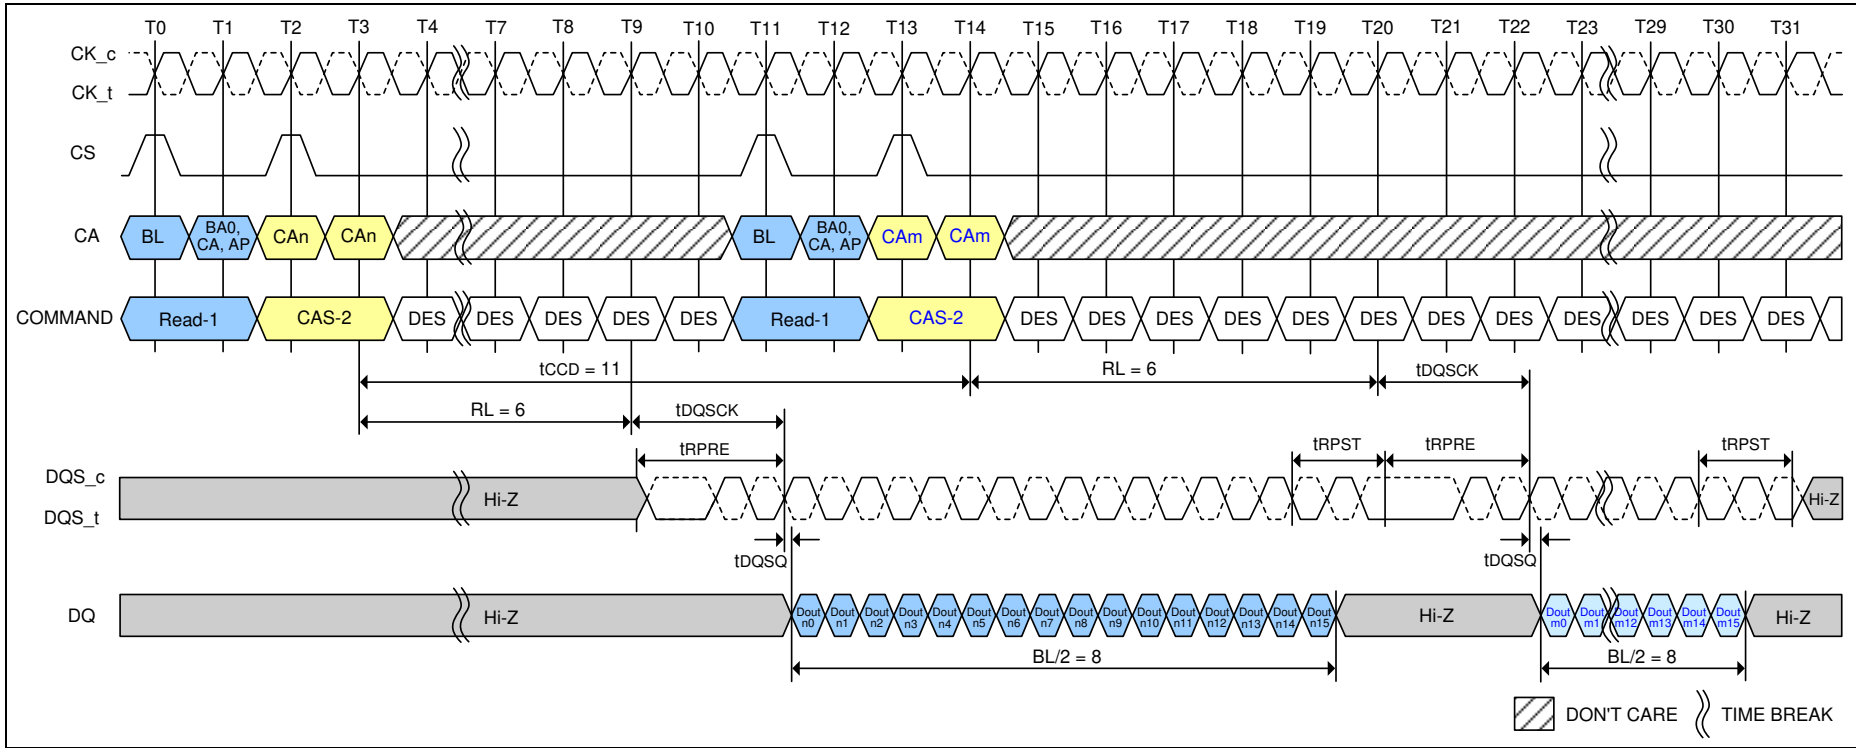 T0 T1 T2 T3 T4 T7 T8 T9 T10 T11 T12 T13 T14 T15 T16 T17 T18 T19 T20 T21 T22 T23 T29 T30 T31
CK_c
CK_t
CS
CA BL BA0, CA, AP CAn CAn BL BA0, CA, AP CAm CAm
COMMAND Read-1 CAS-2 DES DES DES DES DES Read-1 CAS-2 DES DES DES DES DES DES DES DES DES DES DES DES
tCCD = 11 RL = 6 tDQSCK
RL = 6 tDQSCK
tRPRE tRPST tRPRE tRPST
DQS_c
Hi-Z Hi-Z
DQS_t
tDQSQ tDQSQ
DQ Hi-Z Dout n0 Dout n1 Dout n2 Dout n3 Dout n4 Dout n5 Dout n6 Dout n7 Dout n8 Dout n9 Dout n10 Dout n11 Dout n12 Dout n13 Dout n14 Dout n15 Hi-Z Dout m0 Dout m1 Dout m12 Dout m13 Dout m14 Dout m15 Hi-Z
BL/2 = 8 BL/2 = 8
DON'T CARE TIME BREAK